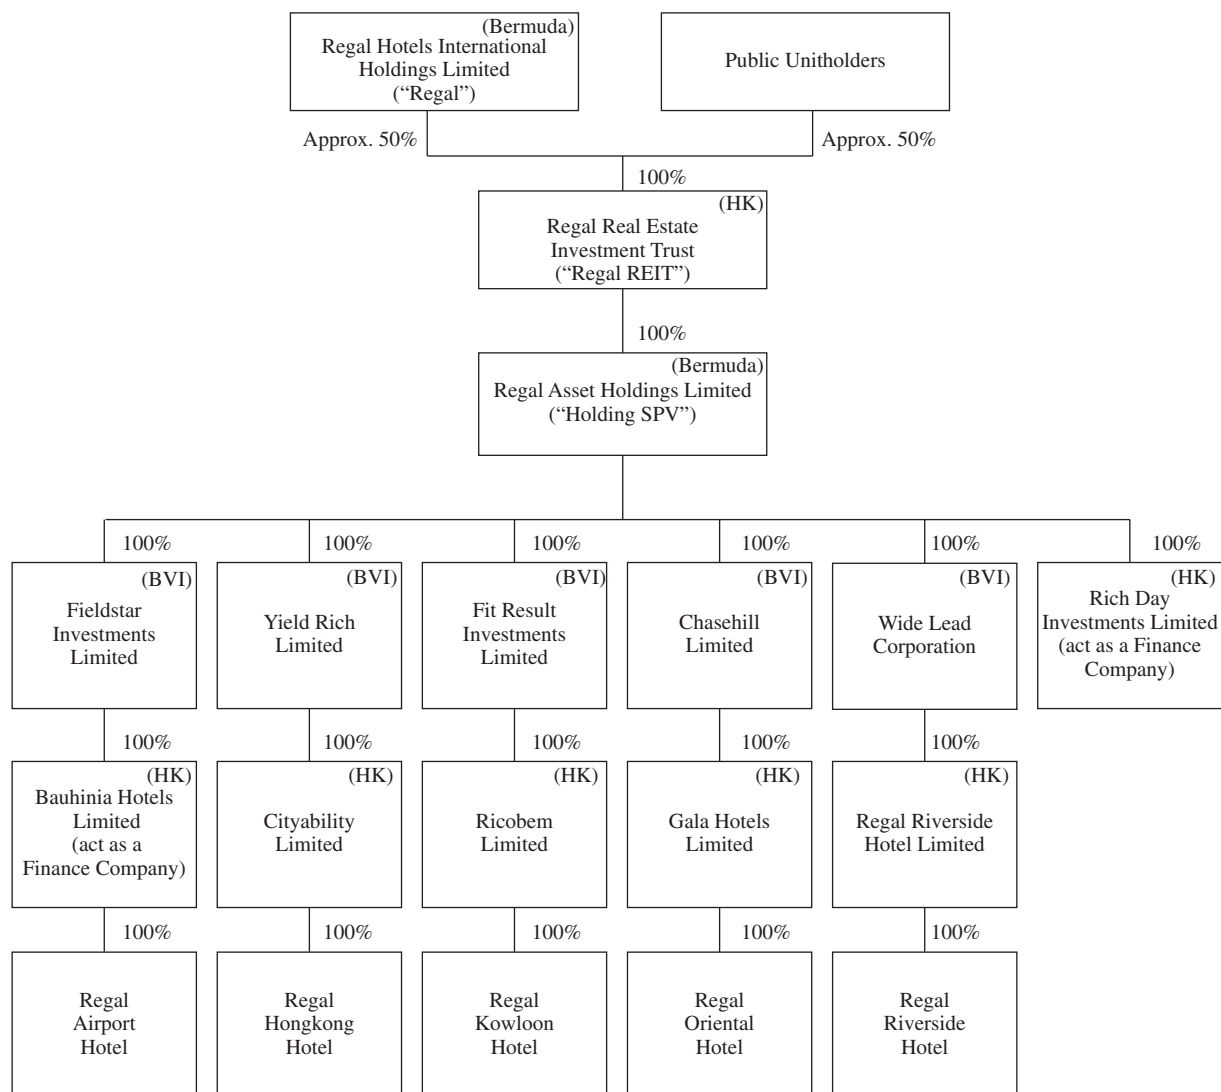 (Bermuda)
Regal Hotels International
Holdings Limited
(“Regal”)
Public Unitholders
Approx. 50%
Approx. 50%
100%
(HK)
Regal Real Estate
Investment Trust
(“Regal REIT”)
100%
(Bermuda)
Regal Asset Holdings Limited
(“Holding SPV”)
100%
100%
100%
100%
100%
100%
(BVI)
Fieldstar
Investments
Limited
(BVI)
Yield Rich
Limited
(BVI)
Fit Result
Investments
Limited
(BVI)
Chasehill
Limited
(BVI)
Wide Lead
Corporation
(HK)
Rich Day
Investments Limited
(act as a Finance
Company)
100%
100%
100%
100%
100%
(HK)
Bauhinia Hotels
Limited
(act as a
Finance Company)
(HK)
Cityability
Limited
(HK)
Ricobem
Limited
(HK)
Gala Hotels
Limited
(HK)
Regal Riverside
Hotel Limited
100%
100%
100%
100%
100%
Regal
Airport
Hotel
Regal
Hongkong
Hotel
Regal
Kowloon
Hotel
Regal
Oriental
Hotel
Regal
Riverside
Hotel